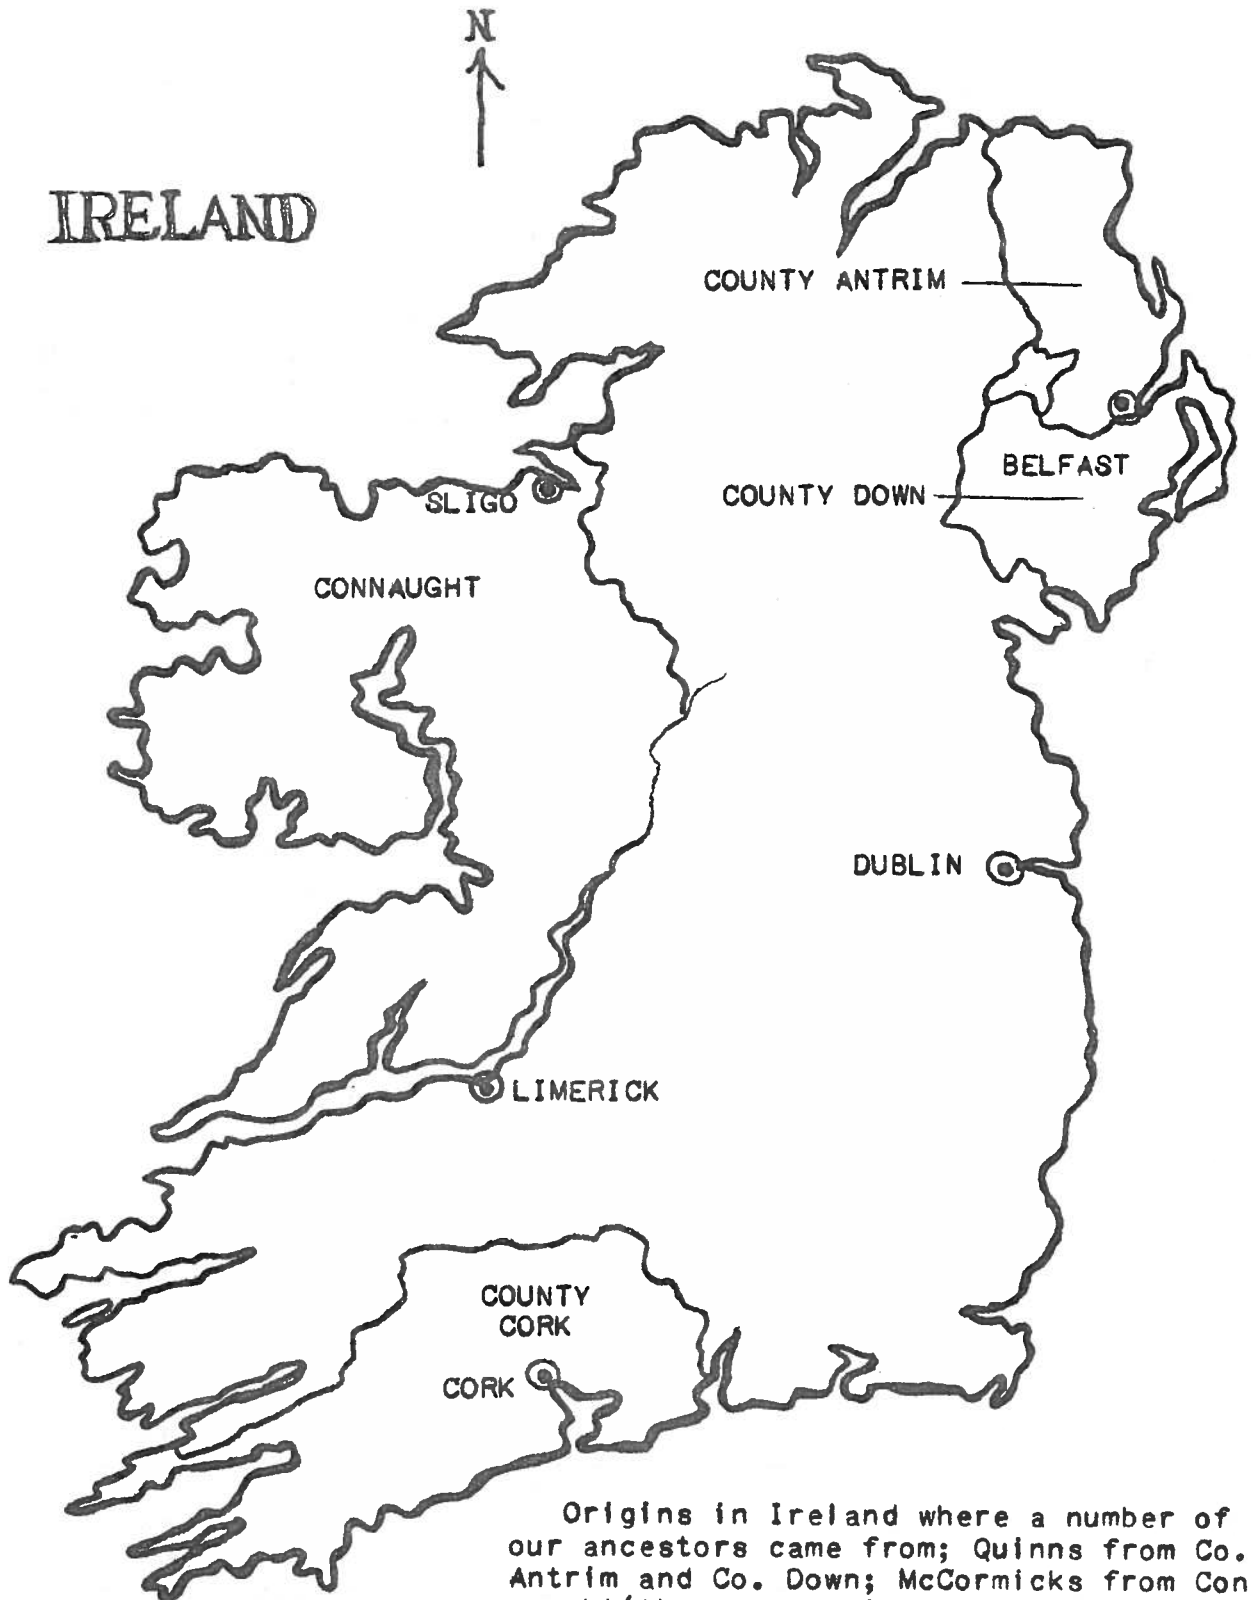 N
IRELAND
COUNTY ANTRIM
BELFAST
COUNTY DOWN
SLIGO
CONNAUGHT
DUBLIN
LIMERICK
COUNTY
CORK
CORK
Origins in Ireland where a number of
our ancestors came from; Quinns from Co.
Antrim and Co. Down; McCormicks from Con